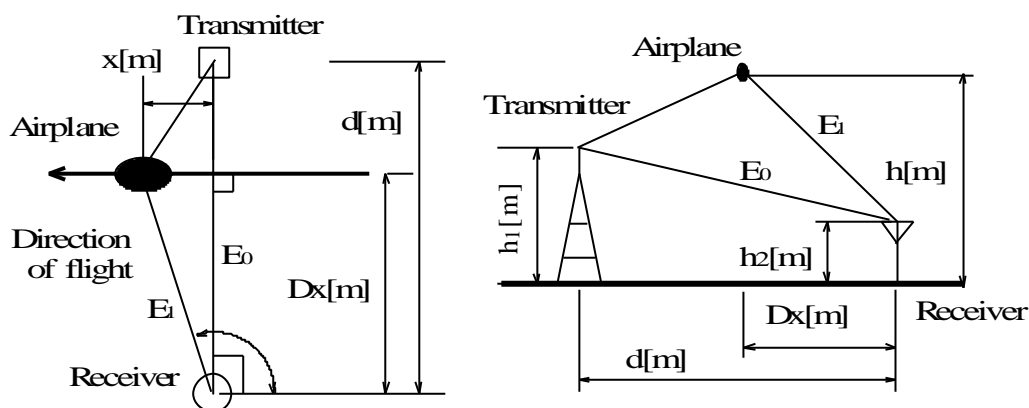 Transmitter
x[m]
Airplane
d[m]
Direction
of flight
E0
Dx[m]
E1
Receiver
Airplane
Transmitter
E1
E0
h[m]
h1[m]
h2[m]
Receiver
Dx[m]
d[m]